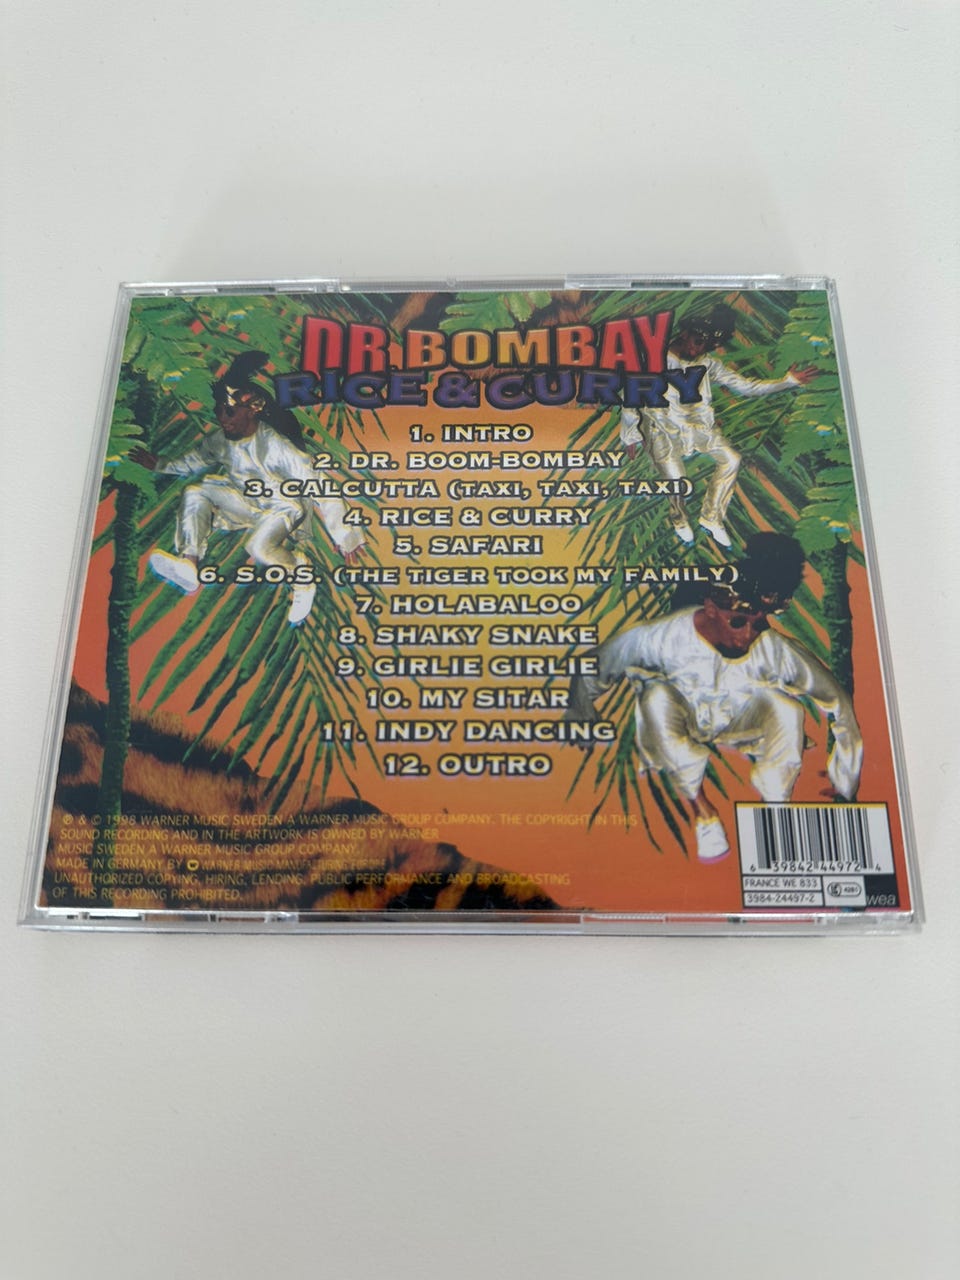 DR BOMBAY
RICE & CURRY
1. INTRO
2. DR. BOOM-BOMBAY
3. CALCUTTA (TAXI, TAXI, TAXI)
4. RICE & CURRY
5. SAFARI
6. S.O.S. (THE TIGER TOOK MY FAMILY)
7. HOLABALOO
8. SHAKY SNAKE
9. GIRLIE GIRLIE
10. MY SITAR
11. INDY DANCING
12. OUTRO
℗ & © 1998 WARNER MUSIC SWEDEN A WARNER MUSIC GROUP COMPANY. THE COPYRIGHT IN THIS
SOUND RECORDING AND IN THE ARTWORK IS OWNED BY WARNER
MUSIC SWEDEN A WARNER MUSIC GROUP COMPANY.
MADE IN GERMANY BY WARNER MUSIC MANUFACTURING EUROPE
UNAUTHORIZED COPYING, HIRING, LENDING, PUBLIC PERFORMANCE AND BROADCASTING
OF THIS RECORDING PROHIBITED.
6 39842 44972 4
FRANCE WE 833
3984-24497-2
LC 4281
wea